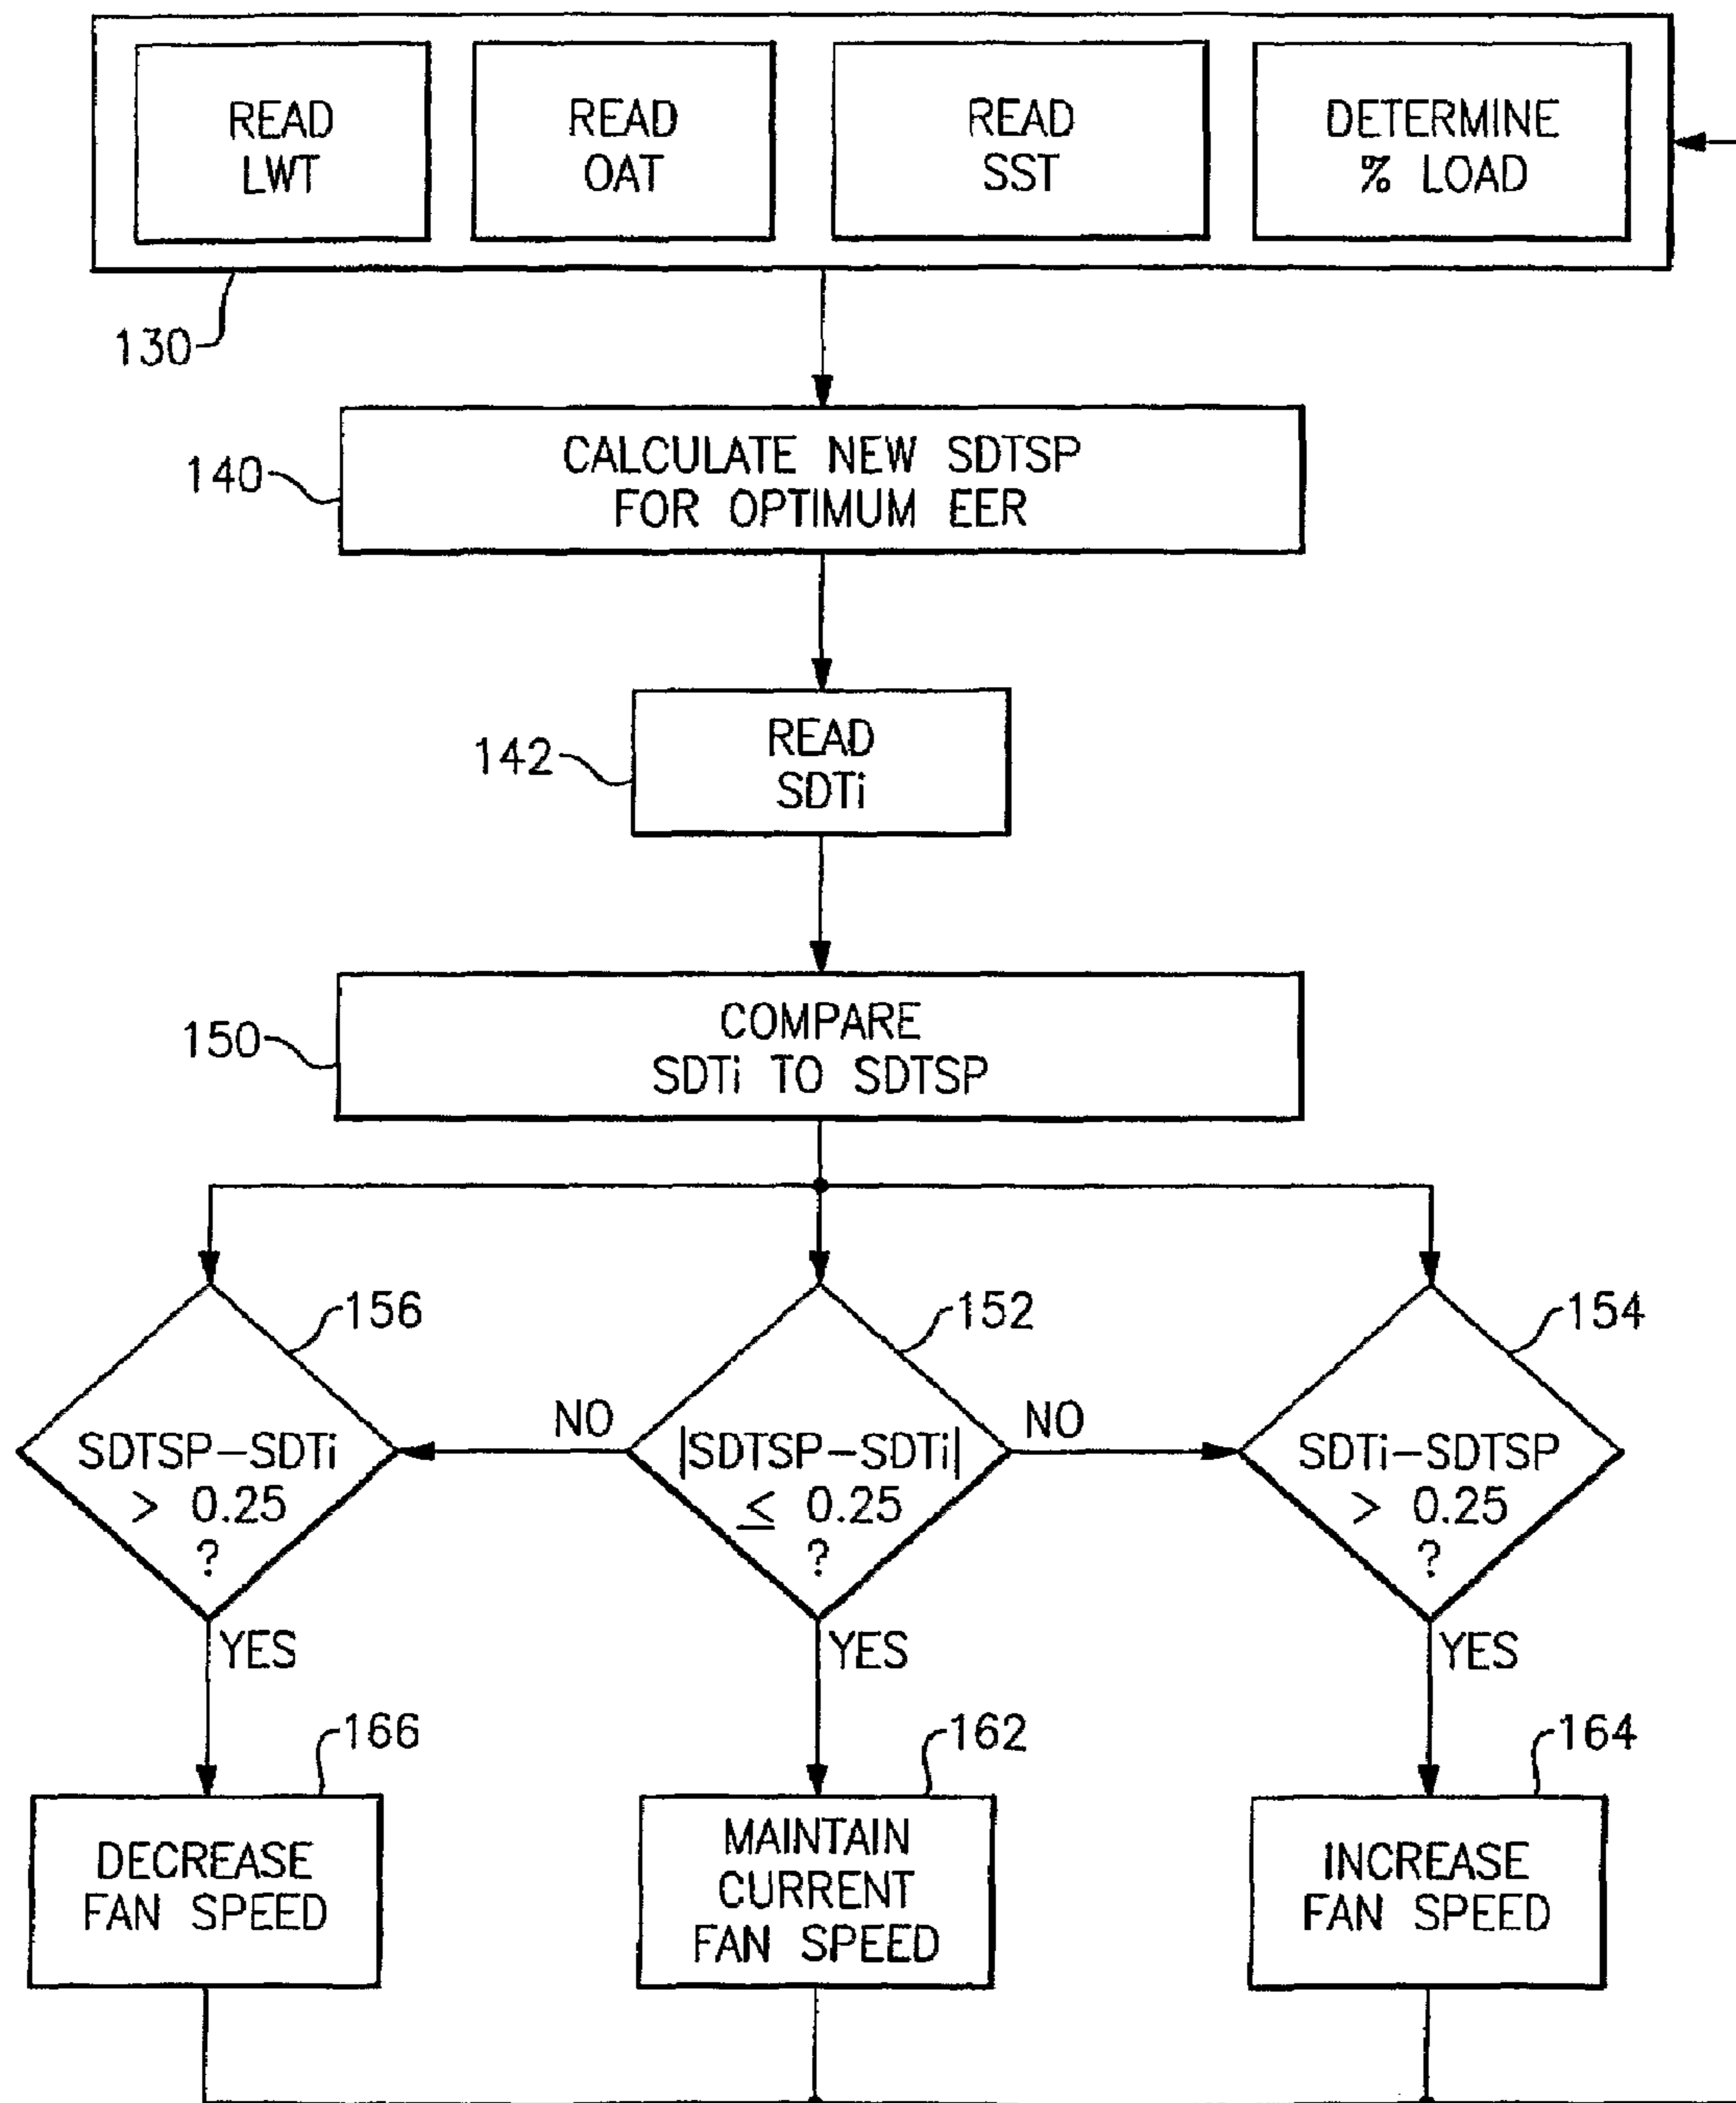 READ
LWT
READ
OAT
READ
SST
DETERMINE
% LOAD
130
140
CALCULATE NEW SDTSP
FOR OPTIMUM EER
142
READ
SDTi
150
COMPARE
SDTi TO SDTSP
156
152
154
SDTSP–SDTi
> 0.25
?
NO
|SDTSP–SDTi|
≤ 0.25
?
NO
SDTi–SDTSP
> 0.25
?
YES
YES
YES
166
162
164
DECREASE
FAN SPEED
MAINTAIN
CURRENT
FAN SPEED
INCREASE
FAN SPEED